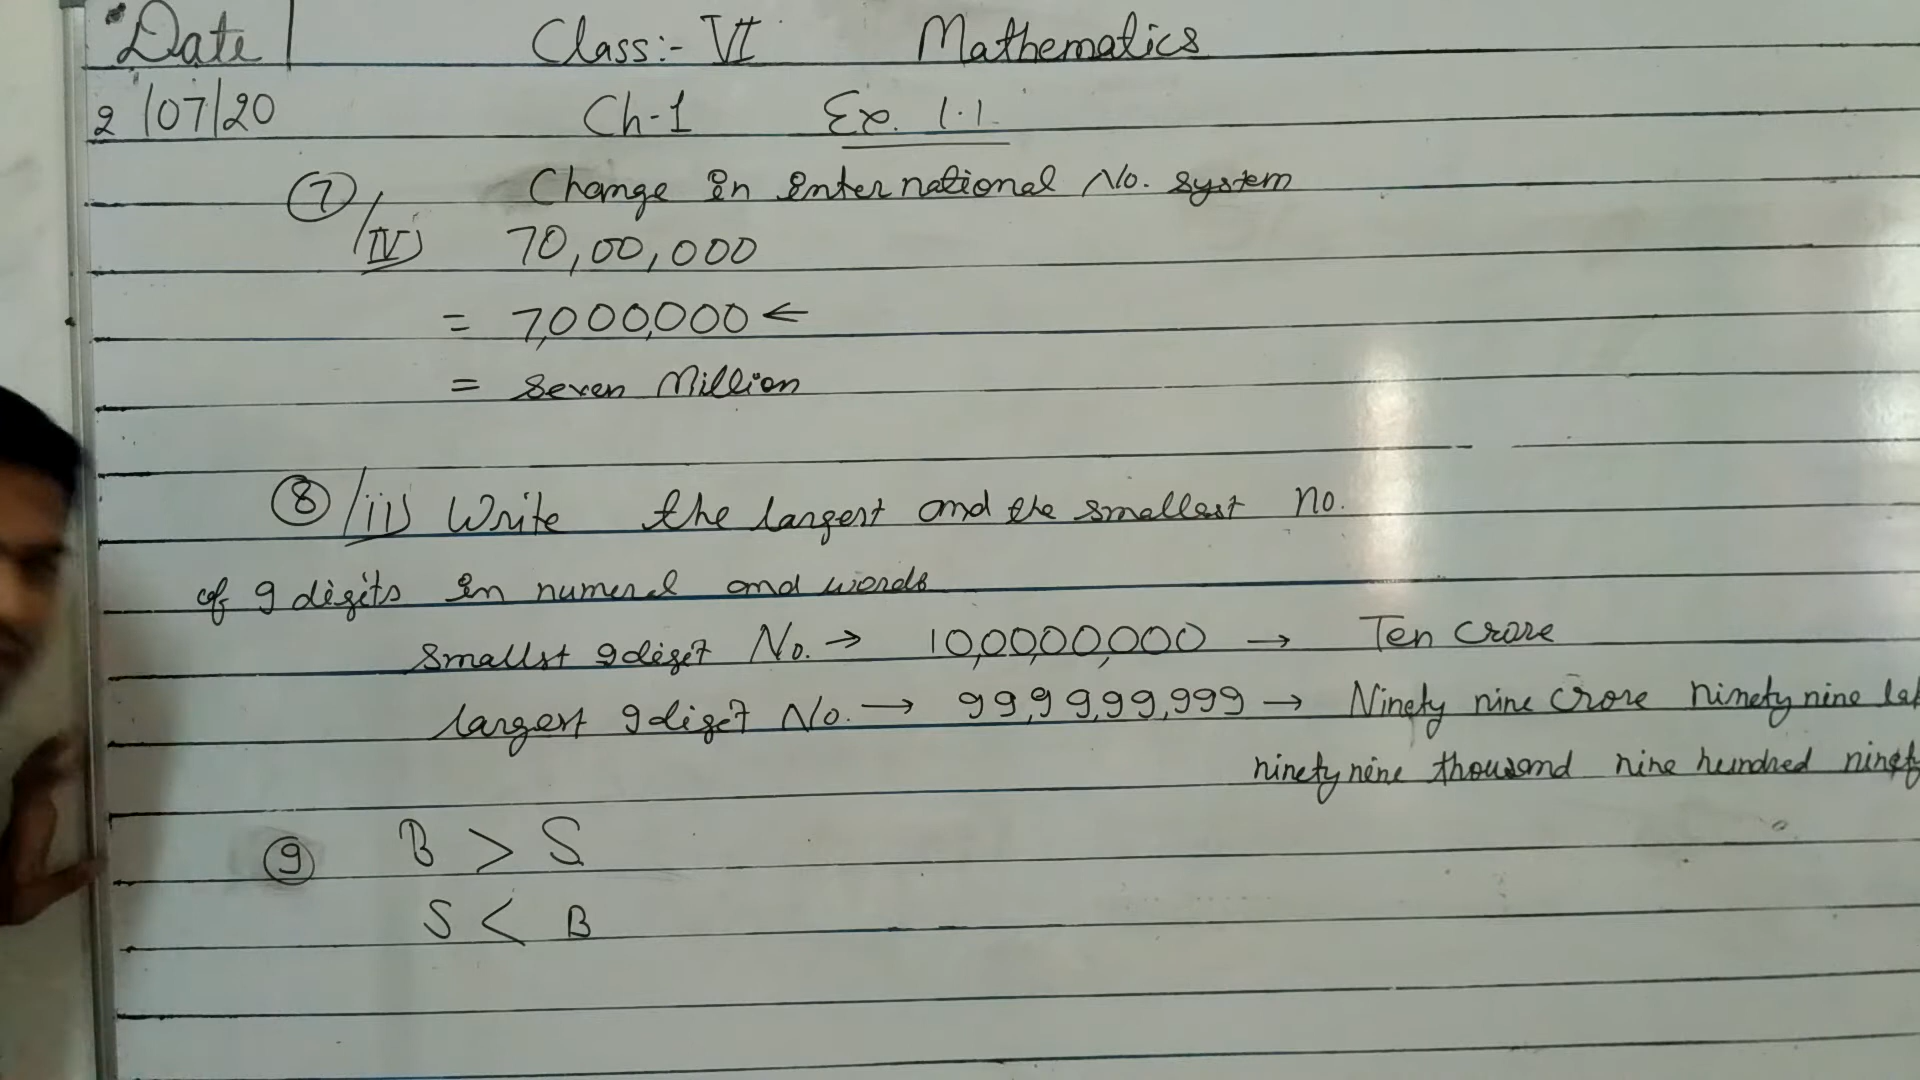 Date Class:- VI Mathematics
2/07/20 Ch-1 Ex. 1.1
7 Change in international No. system
/IV) 70,00,000
= 7,000,000 ←
= seven Million
8 /ii) Write the largest and the smallest no.
of 9 digits in numeral and words
smallst 9 digit No. → 10,00,00,000 → Ten crore
largest 9 digit No. → 99,99,99,999 → Ninety nine crore ninety nine
ninety nine thousand nine hundred
9 B > S
S < B